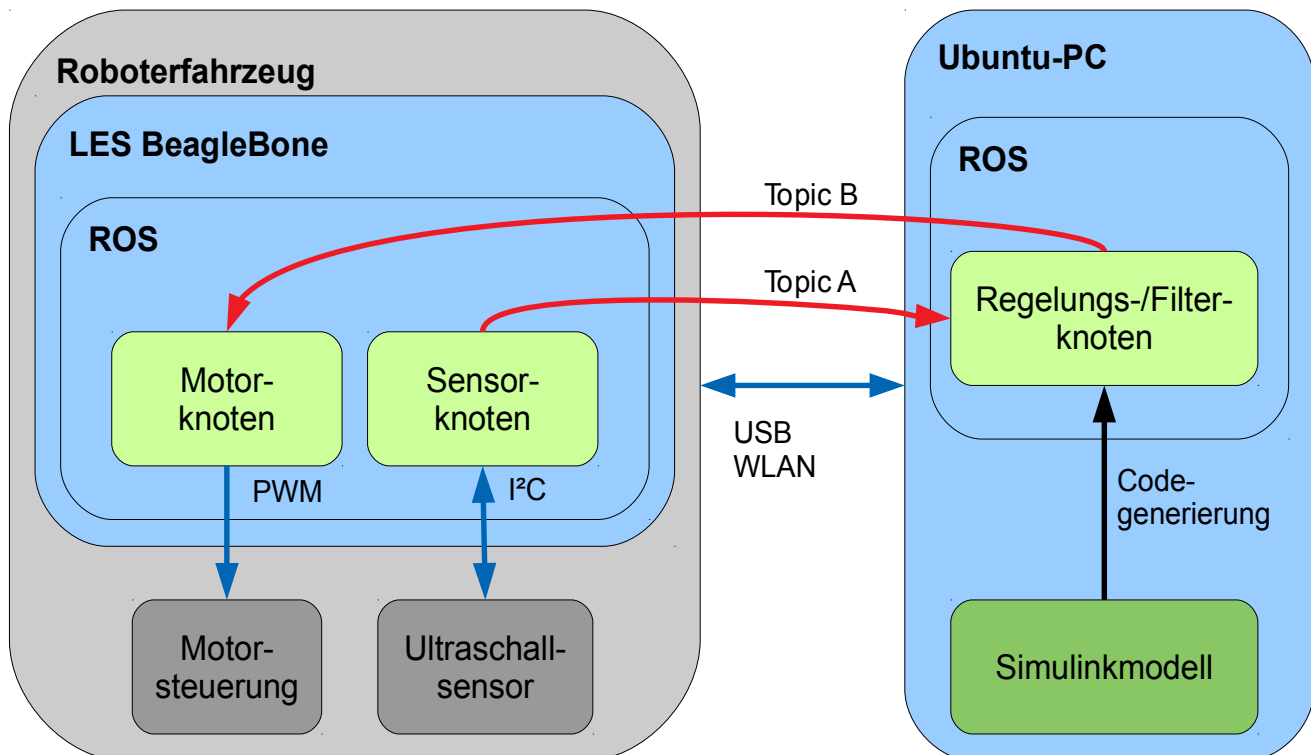 Roboterfahrzeug
LES BeagleBone
ROS
Motor-
knoten
Sensor-
knoten
PWM
I²C
Motor-
steuerung
Ultraschall-
sensor
Topic B
Topic A
USB
WLAN
Ubuntu-PC
ROS
Regelungs-/Filter-
knoten
Code-
generierung
Simulinkmodell